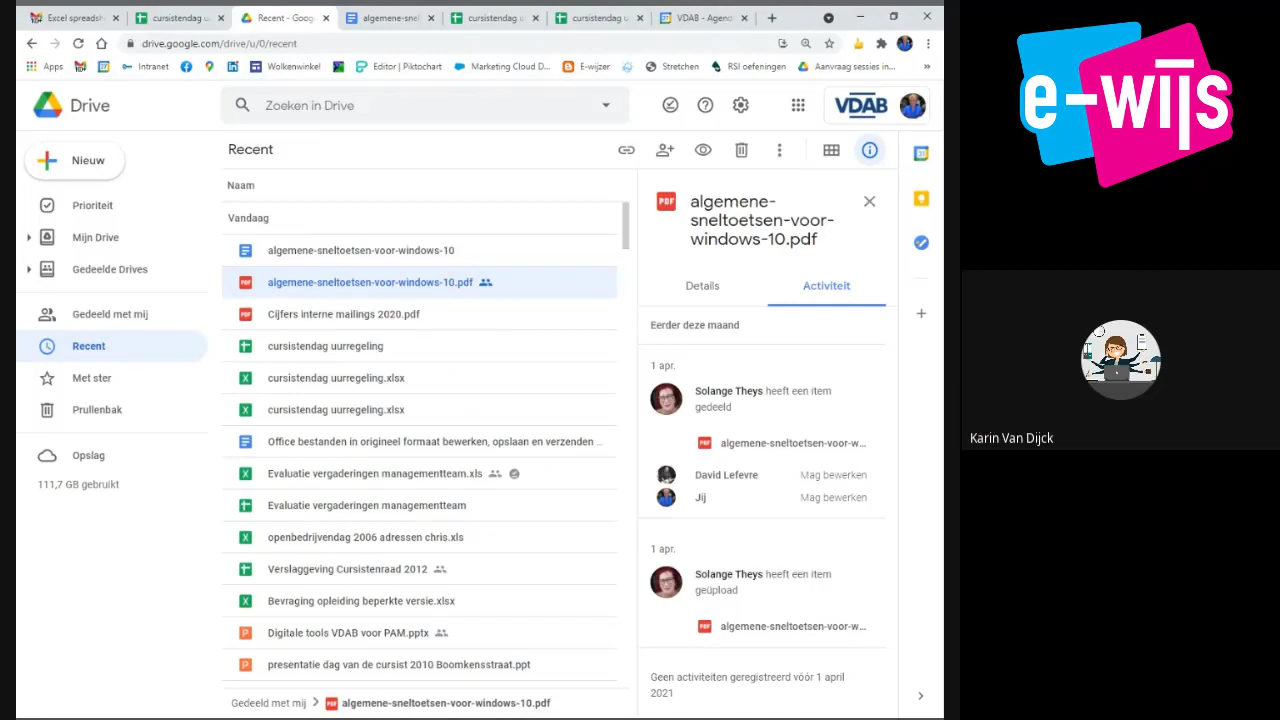 Excel spreadsh
cursistendag u
Recent - Goog
algemene-snel
cursistendag u
cursistendag u
VDAB - Agen
drive.google.com/drive/u/0/recent
Apps
Intranet
Wolkenwinkel
Editor | Piktochart
Marketing Cloud D...
E-wijzer
Stretchen
RSI oefeningen
Aanvraag sessies in...
»
Drive
Zoeken in Drive
VDAB
e-wijs
Nieuw
Recent
Prioriteit
Mijn Drive
Gedeelde Drives
Gedeeld met mij
Recent
Met ster
Prullenbak
Opslag
111,7 GB gebruikt
Naam
Vandaag
algemene-sneltoetsen-voor-windows-10
algemene-sneltoetsen-voor-windows-10.pdf
Cijfers interne mailings 2020.pdf
cursistendag uurregeling
cursistendag uurregeling.xlsx
cursistendag uurregeling.xlsx
Office bestanden in origineel formaat bewerken, opslaan en verzenden ...
Evaluatie vergaderingen managementteam.xls
Evaluatie vergaderingen managementteam
openbedrijvendag 2006 adressen chris.xls
Verslaggeving Cursistenraad 2012
Bevraging opleiding beperkte versie.xlsx
Digitale tools VDAB voor PAM.pptx
presentatie dag van de cursist 2010 Boomkensstraat.ppt
Gedeeld met mij
algemene-sneltoetsen-voor-windows-10.pdf
PDF
algemene-
sneltoetsen-voor-
windows-10.pdf
Details
Activiteit
Eerder deze maand
1 apr.
Solange Theys heeft een item
gedeeld
algemene-sneltoetsen-voor-w...
David Lefevre
Mag bewerken
Jij
Mag bewerken
1 apr.
Solange Theys heeft een item
geüpload
algemene-sneltoetsen-voor-w...
Geen activiteiten geregistreerd vóór 1 april
2021
Karin Van Dijck